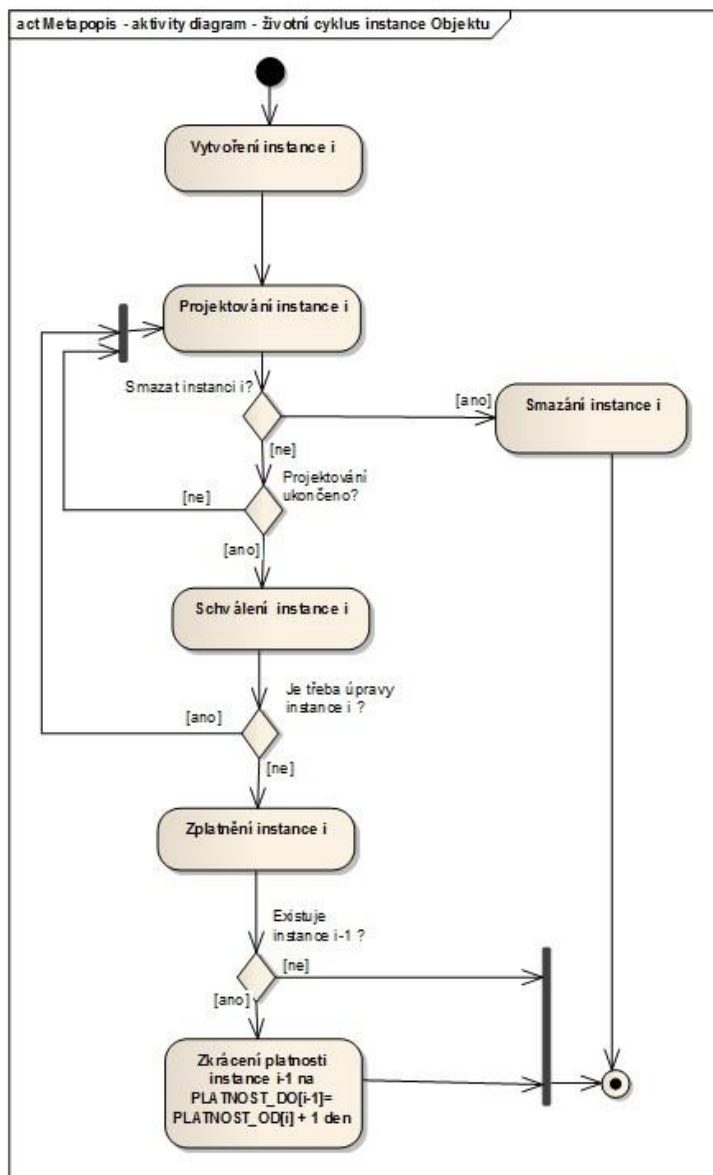 act Metapopis - aktivity diagram - životní cyklus instance Objektu
Vytvoření instance i
Projektování instance i
Smazat instanci i?
[ano]
Smazání instance i
[ne]
Projektování
ukončeno?
[ne]
[ano]
Schválení instance i
Je třeba úpravy
instance i ?
[ano]
[ne]
Zplatnění instance i
Existuje
instance i-1 ?
[ne]
[ano]
Zkrácení platnosti
instance i-1 na
PLATNOST_DO[i-1]=
PLATNOST_OD[i] + 1 den